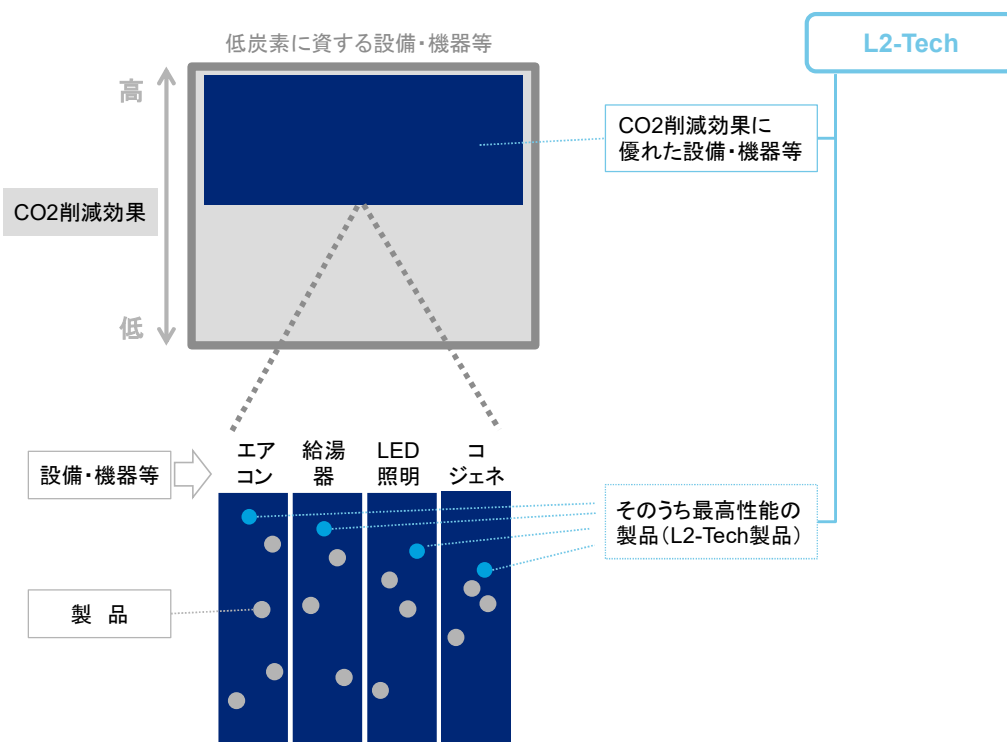 低炭素に資する設備・機器等
L2-Tech
高
CO2削減効果に
優れた設備・機器等
CO2削減効果
低
エア
コン
給湯
器
LED
照明
コ
ジェネ
設備・機器等
そのうち最高性能の
製品(L2-Tech製品)
製 品